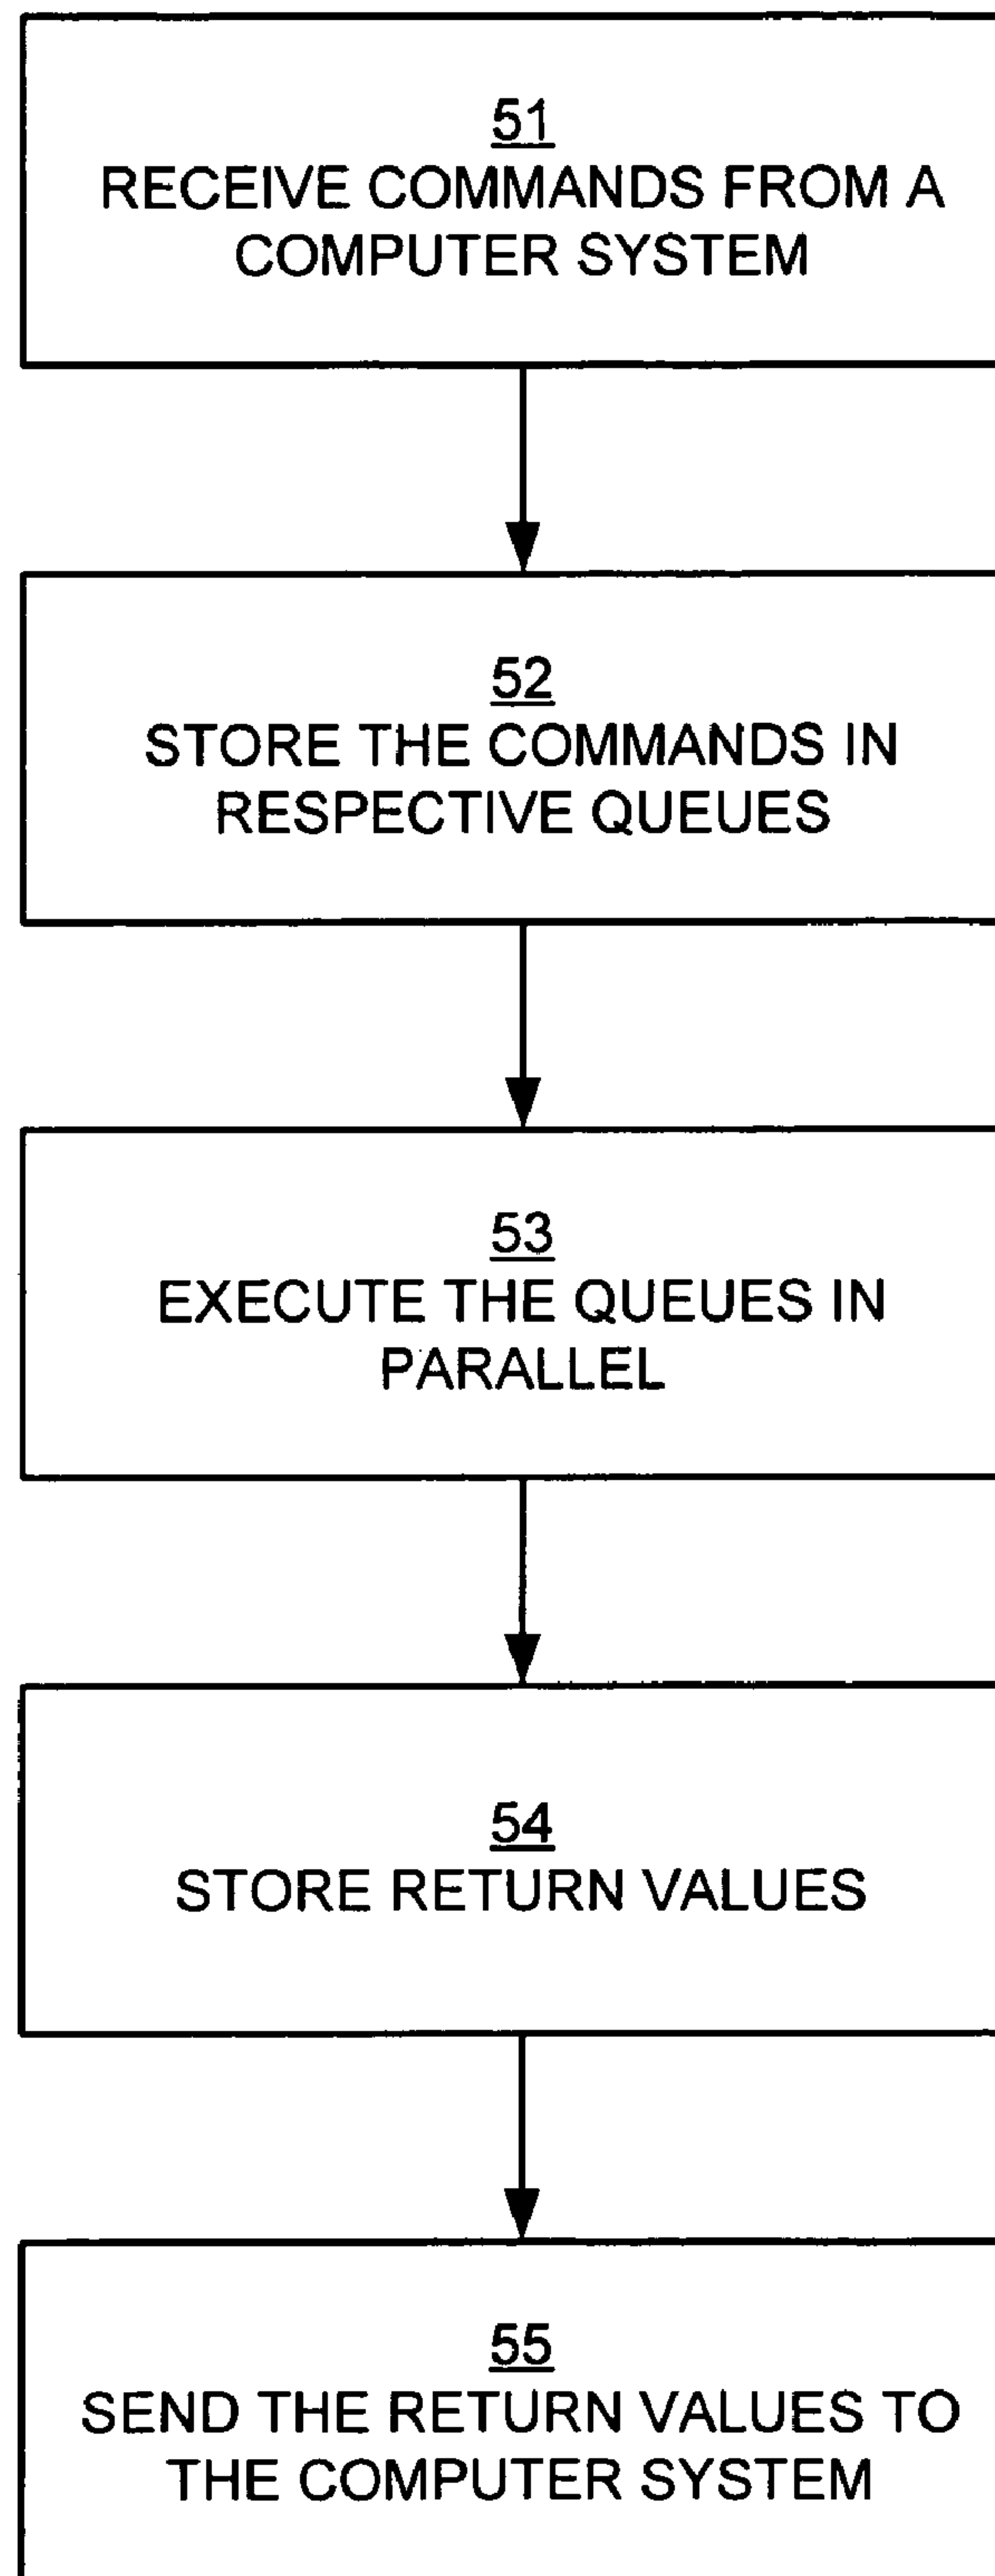 51
RECEIVE COMMANDS FROM A
COMPUTER SYSTEM
52
STORE THE COMMANDS IN
RESPECTIVE QUEUES
53
EXECUTE THE QUEUES IN
PARALLEL
54
STORE RETURN VALUES
55
SEND THE RETURN VALUES TO
THE COMPUTER SYSTEM